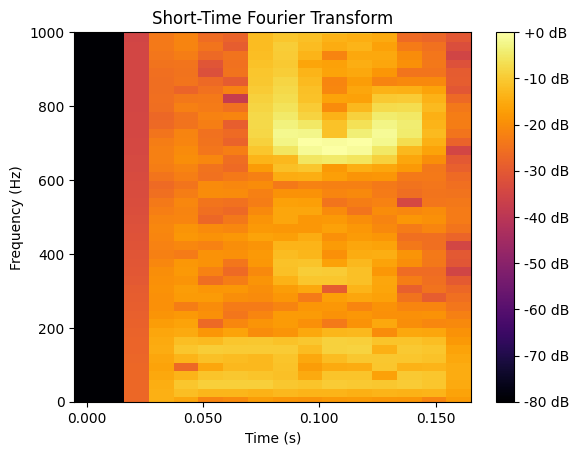 Short-Time Fourier Transform
1000
800
600
400
200
0
Frequency (Hz)
0.000
0.050
0.100
0.150
Time (s)
+0 dB
-10 dB
-20 dB
-30 dB
-40 dB
-50 dB
-60 dB
-70 dB
-80 dB